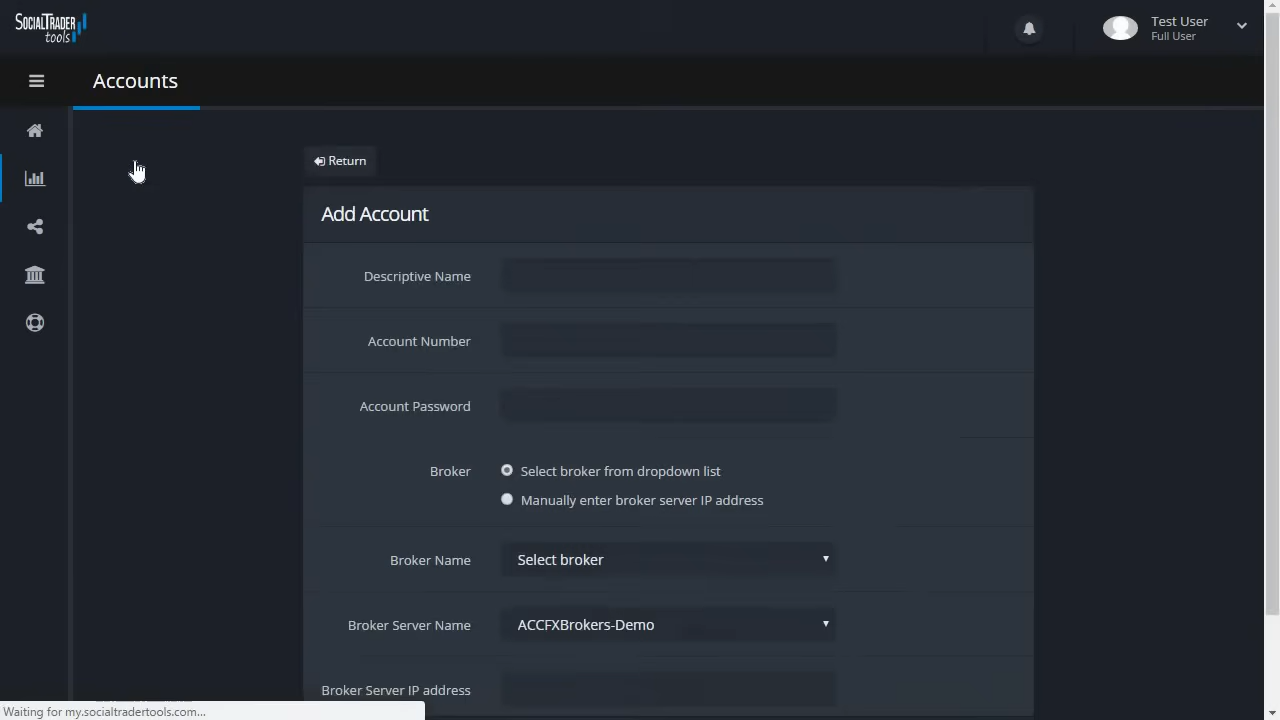 SOCIALTRADER
tools
Test User
Full User
Accounts
Return
Add Account
Descriptive Name
Account Number
Account Password
Broker
Select broker from dropdown list
Manually enter broker server IP address
Broker Name
Select broker
Broker Server Name
ACCFXBrokers-Demo
Broker Server IP address
Waiting for my.socialtradertools.com...